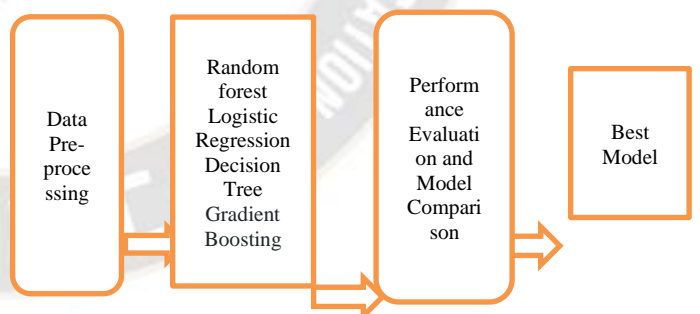 Data
Pre-
proce
ssing
Random
forest
Logistic
Regression
Decision
Tree
Gradient
Boosting
Perform
ance
Evaluati
on and
Model
Compari
son
Best
Model